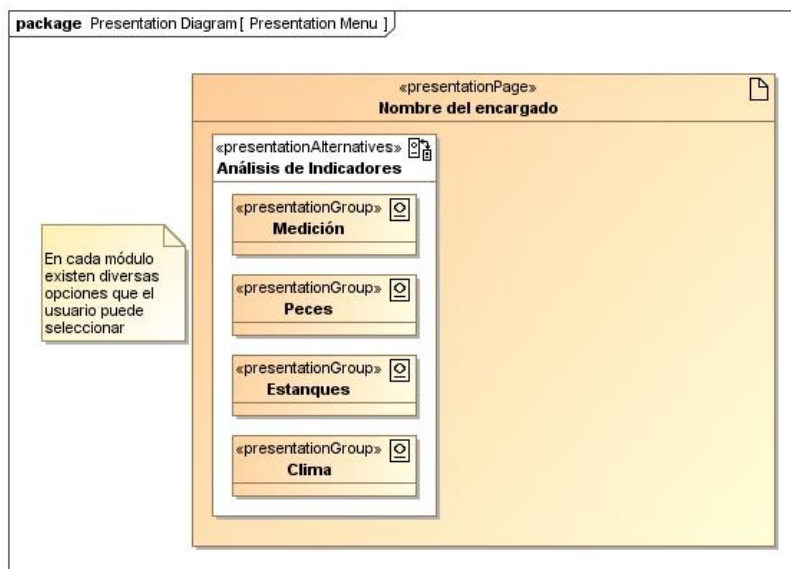 package Presentation Diagram[ Presentation Menu ]
«presentationPage»
Nombre del encargado
«presentationAlternatives»
Análisis de Indicadores
«presentationGroup»
Medición
«presentationGroup»
Peces
«presentationGroup»
Estanques
«presentationGroup»
Clima
En cada módulo
existen diversas
opciones que el
usuario puede
seleccionar